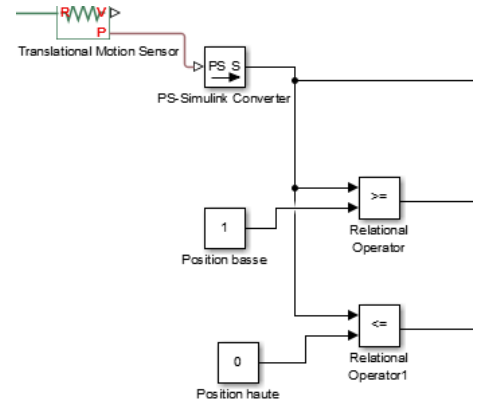 R V
P
Translational Motion Sensor
PS S
PS-Simulink Converter
>=
1
Relational
Operator
Position basse
<=
0
Relational
Operator1
Position haute